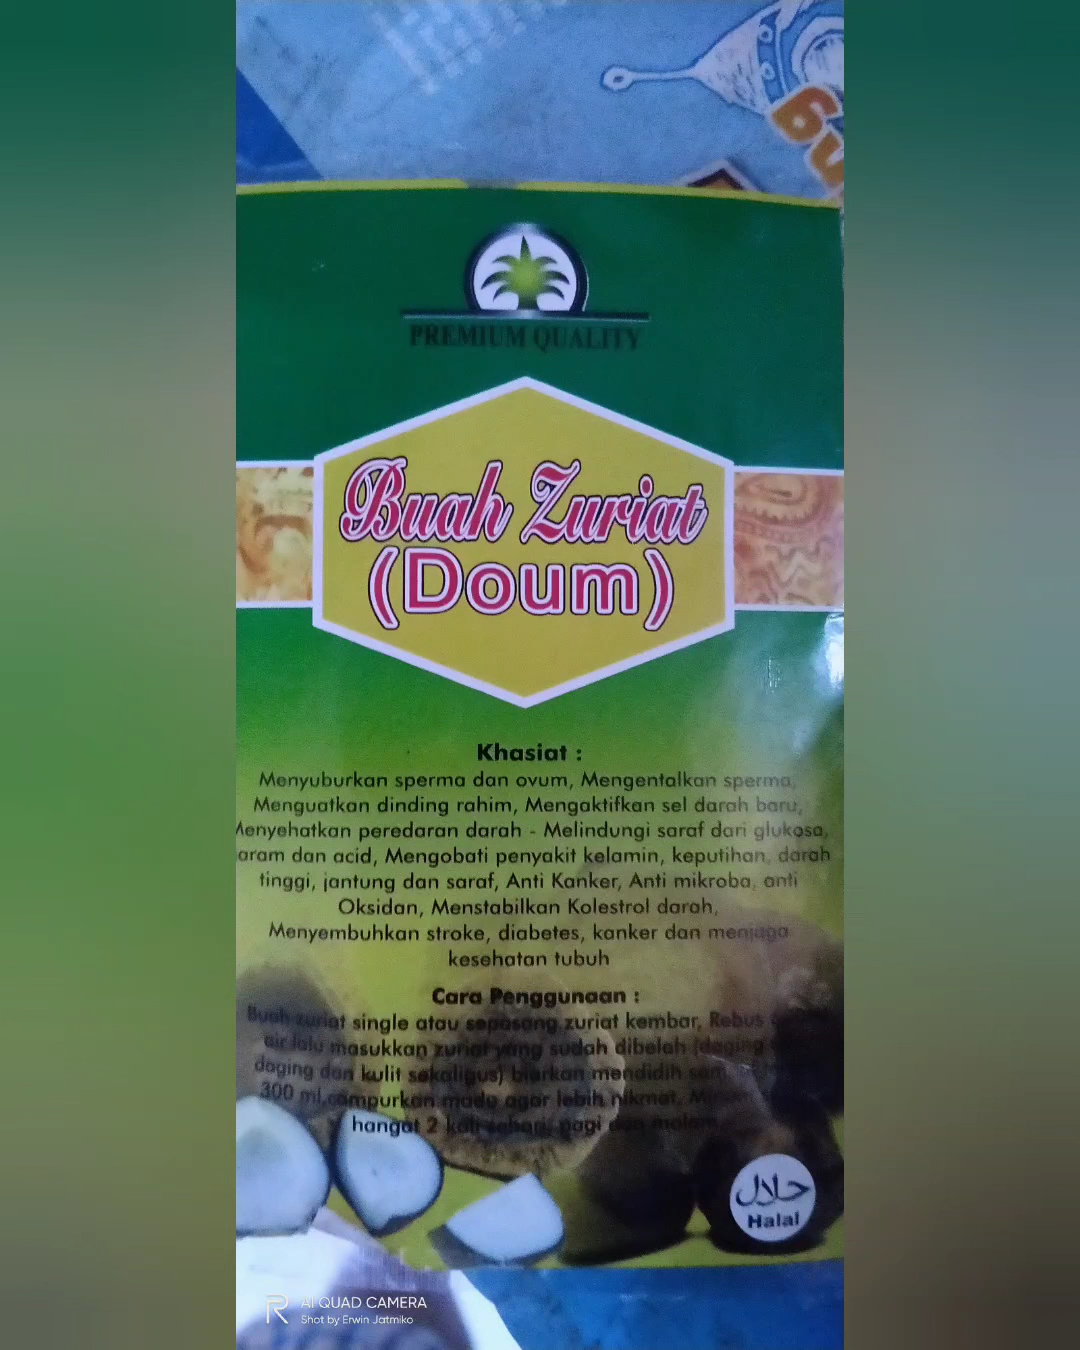 PREMIUM QUALITY
Buah Zuriat
(Doum)
Khasiat :
Menyuburkan sperma dan ovum, Mengentalkan sperma,
Menguatkan dinding rahim, Mengaktifkan sel darah baru,
Menyehatkan peredaran darah - Melindungi saraf dari glukosa,
aram dan acid, Mengobati penyakit kelamin, keputihan, darah
tinggi, jantung dan saraf, Anti Kanker, Anti mikroba, anti
Oksidan, Menstabilkan Kolestrol darah,
Menyembuhkan stroke, diabetes, kanker dan menjaga
kesehatan tubuh
Cara Penggunaan :
Buah zuriat single atau sepasang zuriat kembar, Rebus
air lalu masukkan zuriat yang sudah dibelah (daging
daging dan kulit sekaligus) biarkan mendidih
300 ml,campurkan madu agar lebih nikmat,
hangat 2 kali sehari, pagi dan malam
حلال
Halal
AI QUAD CAMERA
Shot by Erwin Jatmiko